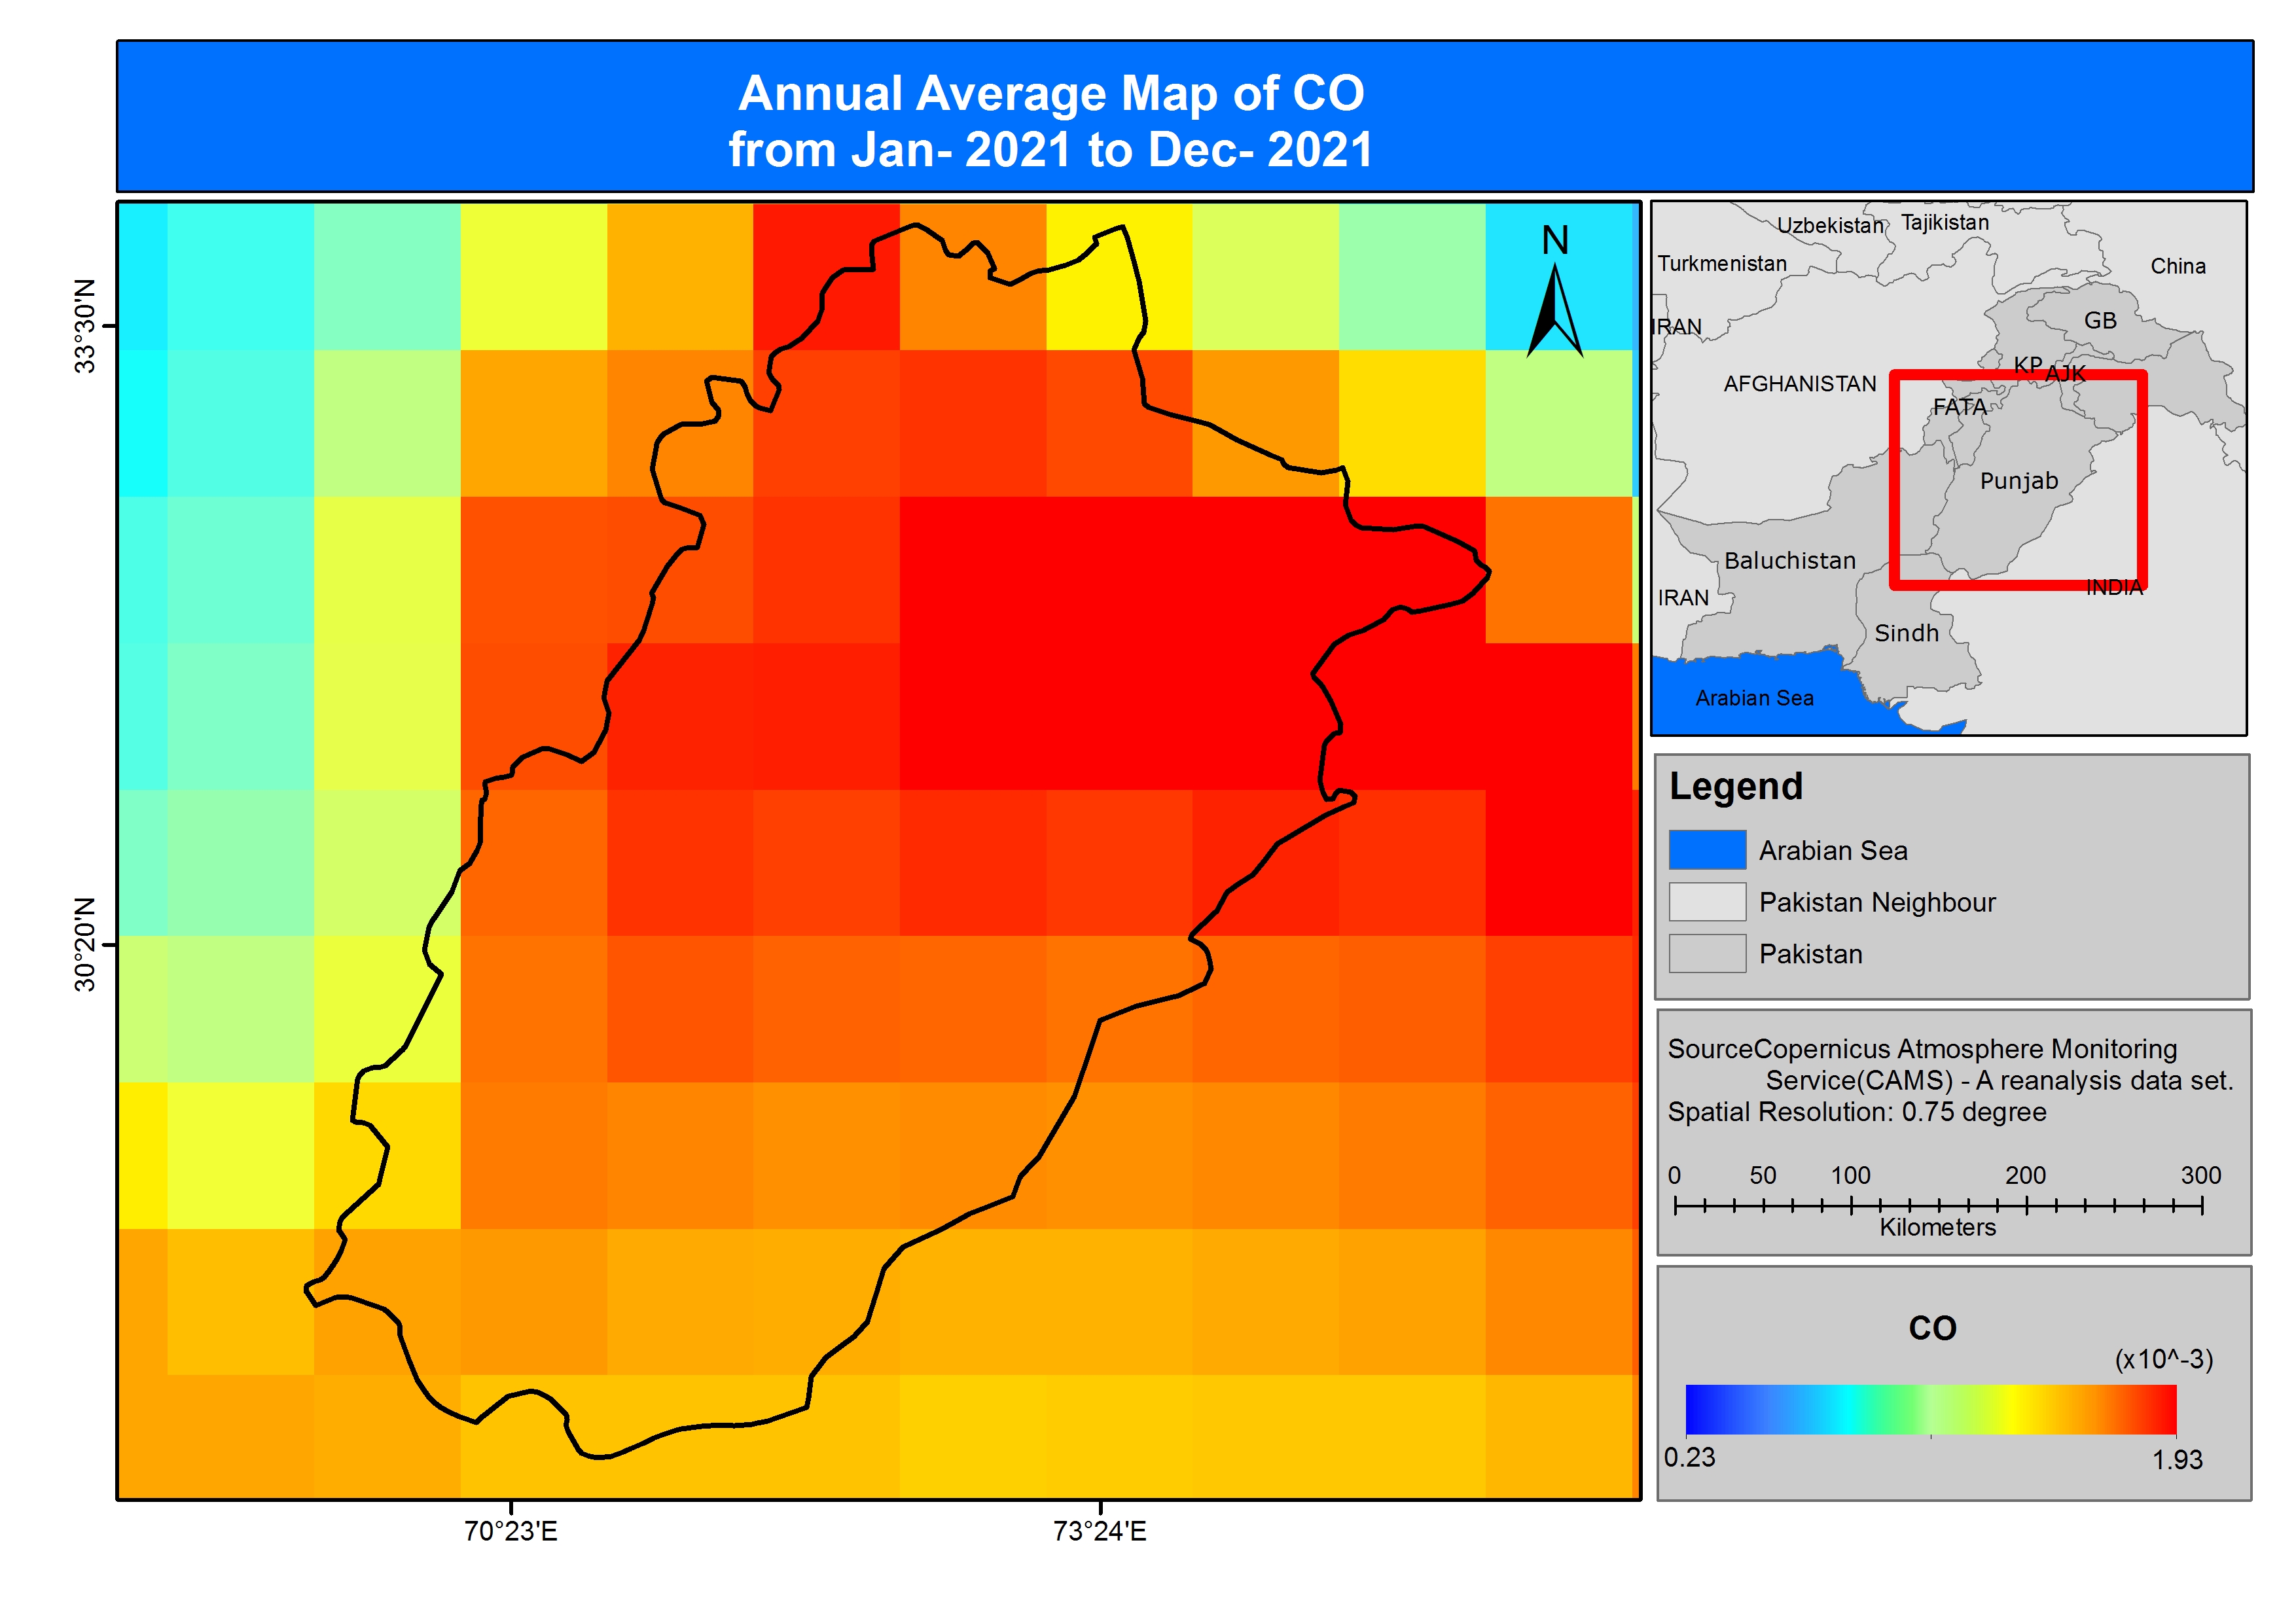 Annual Average Map of CO
from Jan- 2021 to Dec- 2021
33°30'N
30°20'N
70°23'E
73°24'E
N
Uzbekistan
Tajikistan
Turkmenistan
China
IRAN
GB
KP
AJK
AFGHANISTAN
FATA
Punjab
Baluchistan
INDIA
IRAN
Sindh
Arabian Sea
Legend
Arabian Sea
Pakistan Neighbour
Pakistan
SourceCopernicus Atmosphere Monitoring
Service(CAMS) - A reanalysis data set.
Spatial Resolution: 0.75 degree
0 50 100 200 300
Kilometers
CO
(x10^-3)
0.23 1.93